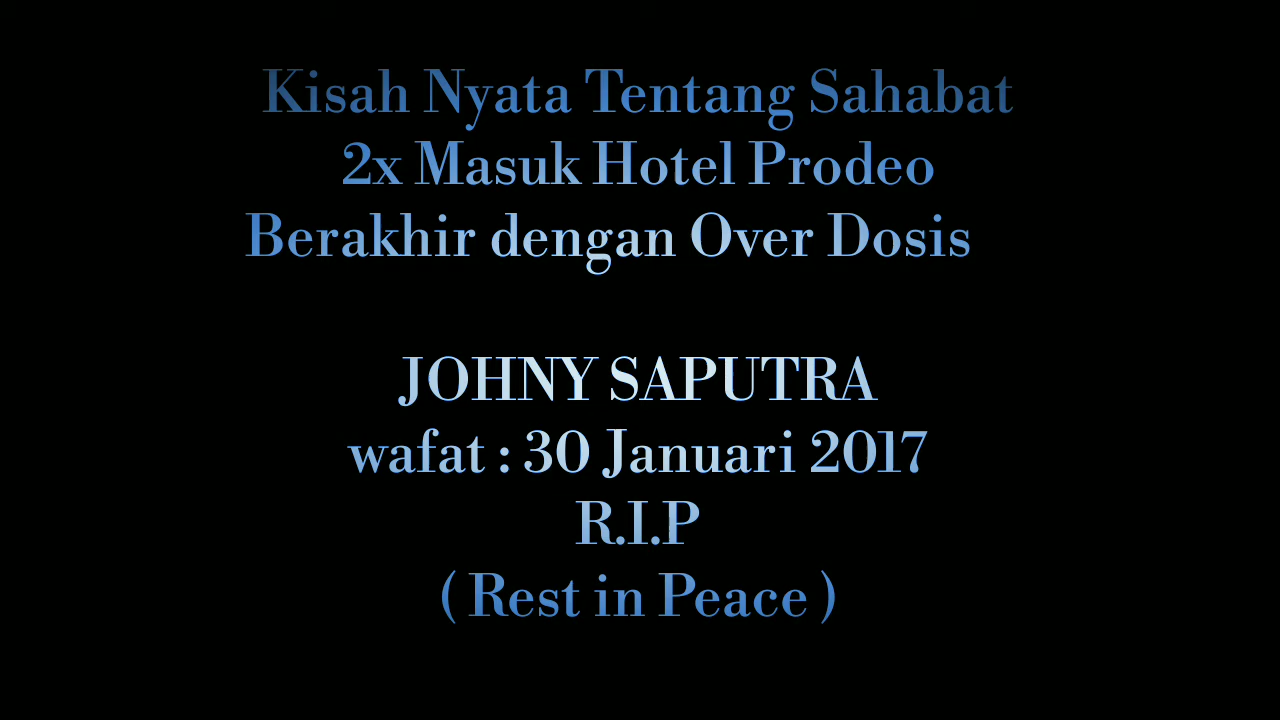 Kisah Nyata Tentang Sahabat
2x Masuk Hotel Prodeo
Berakhir dengan Over Dosis
JOHNY SAPUTRA
wafat : 30 Januari 2017
R.I.P
( Rest in Peace )